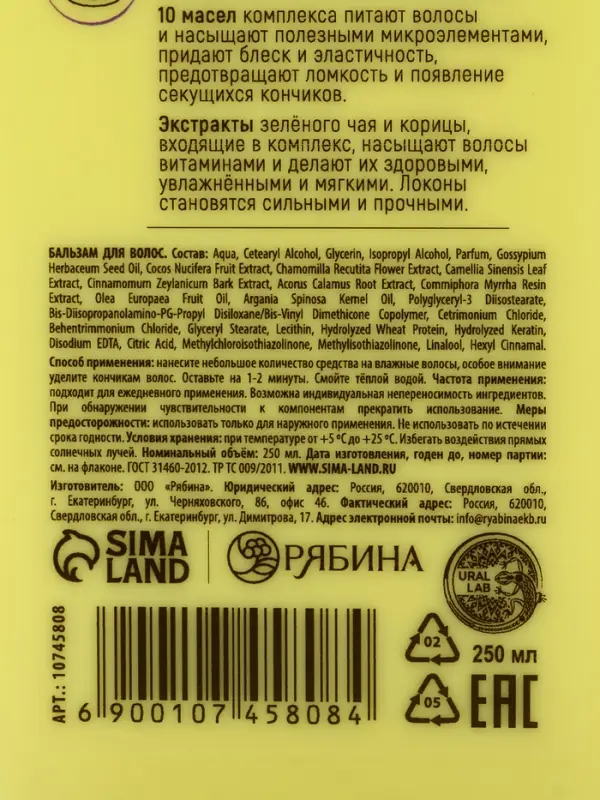 10 масел комплекса питают волосы
и насыщают полезными микроэлементами,
придают блеск и эластичность,
предотвращают ломкость и появление
секущихся кончиков.
Экстракты зелёного чая и корицы,
входящие в комплекс, насыщают волосы
витаминами и делают их здоровыми,
увлажнёнными и мягкими. Локоны
становятся сильными и прочными.
БАЛЬЗАМ ДЛЯ ВОЛОС. Состав: Aqua, Cetearyl Alcohol, Glycerin, Isopropyl Alcohol, Parfum, Gossypium
Herbaceum Seed Oil, Cocos Nucifera Fruit Extract, Chamomilla Recutita Flower Extract, Camellia Sinensis Leaf
Extract, Cinnamomum Zeylanicum Bark Extract, Acorus Calamus Root Extract, Commiphora Myrrha Resin
Extract, Olea Europaea Fruit Oil, Argania Spinosa Kernel Oil, Polyglyceryl-3 Diisostearate,
Bis-Diisopropanolamino-PG-Propyl Disiloxane/Bis-Vinyl Dimethicone Copolymer, Cetrimonium Chloride,
Behentrimmonium Chloride, Glyceryl Stearate, Lecithin, Hydrolyzed Wheat Protein, Hydrolyzed Keratin,
Disodium EDTA, Citric Acid, Methylchloroisothiazolinone, Methylisothiazolinone, Linalool, Hexyl Cinnamal.
Способ применения: нанесите небольшое количество средства на влажные волосы, особое внимание
уделите кончикам волос. Оставьте на 1-2 минуты. Смойте тёплой водой. Частота применения:
подходит для ежедневного применения. Возможна индивидуальная непереносимость ингредиентов.
При обнаружении чувствительности к компонентам прекратить использование. Меры
предосторожности: использовать только для наружного применения. Не использовать по истечении
срока годности. Условия хранения: при температуре от +5 °C до +25 °C. Избегать воздействия прямых
солнечных лучей. Номинальный объём: 250 мл. Дата изготовления, годен до, номер партии:
см. на флаконе. ГОСТ 31460-2012. ТР ТС 009/2011. WWW.SIMA-LAND.RU
Изготовитель: ООО «Рябина». Юридический адрес: Россия, 620010, Свердловская обл.,
г. Екатеринбург, ул. Черняховского, 86, офис 46. Фактический адрес: Россия, 620010,
Свердловская обл., г. Екатеринбург, ул. Димитрова, 17. Адрес электронной почты: info@ryabinaekb.ru
SIMA
LAND
РЯБИНА
URAL
LAB
АРТ.: 10745808
02
250 мл
05
EAC
6 900107 458084